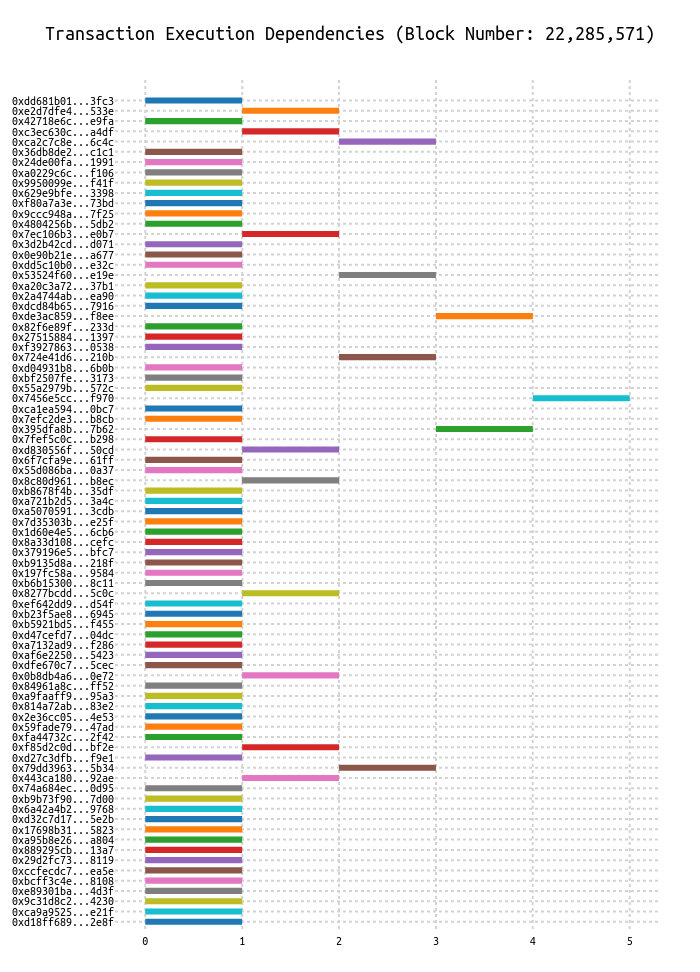 Transaction Execution Dependencies (Block Number: 22,285,571)
0xdd681b01...3fc3
0xe2d7dfe4...533e
0x42718e6c...e9fa
0xc3ec630c...a4df
0xca2c7c8e...6c4c
0x36db8de2...c1c1
0x24de00fa...1991
0xa0229c6c...f106
0x9950099e...f41f
0x629e9bfe...3398
0xf80a7a3e...73bd
0x9ccc948a...7f25
0x4804256b...5db2
0x7ec106b3...e0b7
0x3d2b42cd...d071
0x0e90b21e...a677
0xdd5c10b0...e32c
0x53524f60...e19e
0xa20c3a72...37b1
0x2a4744ab...ea90
0xdcd84b65...7916
0xde3ac859...f8ee
0x82f6e89f...233d
0x27515884...1397
0xf3927863...0538
0x724e41d6...210b
0xd04931b8...6b0b
0xbf2507fe...3173
0x55a2979b...572c
0x7456e5cc...f970
0xca1ea594...0bc7
0x7efc2de3...b8cb
0x395dfa8b...7b62
0x7fef5c0c...b298
0xd830556f...50cd
0x6f7cfa9e...61ff
0x55d086ba...0a37
0x8c80d961...b8ec
0xb8678f4b...35df
0xa721b2d5...3a4c
0xa5070591...3cdb
0x7d35303b...e25f
0x1d60e4e5...6cb6
0x8a33d108...cefc
0x379196e5...bfc7
0xb9135d8a...218f
0x197fc58a...9584
0xb6b15300...8c11
0x8277bcdd...5c0c
0xef642dd9...d54f
0xb23f5ae8...6945
0xb5921bd5...f455
0xd47cefd7...04dc
0xa7132ad9...f286
0xaf6e2250...5423
0xdfe670c7...5cec
0x0b8db4a6...0e72
0x84961a8c...ff52
0xa9faaff9...95a3
0x814a72ab...83e2
0x2e36cc05...4e53
0x59fade79...47ad
0xfa44732c...2f42
0xf85d2c0d...bf2e
0xd27c3dfb...f9e1
0x79dd3963...5b34
0x443ca180...92ae
0x74a684ec...0d95
0xb9b73f90...7d00
0x6a42a4b2...9768
0xd32c7d17...5e2b
0x17698b31...5823
0xa95b8e26...a804
0x889295cb...13a7
0x29d2fc73...8119
0xccfecdc7...ea5e
0xbcff3c4e...8108
0xe89301ba...4d3f
0x9c31d8c2...4230
0xca9a9525...e21f
0xd18ff689...2e8f
0 1 2 3 4 5